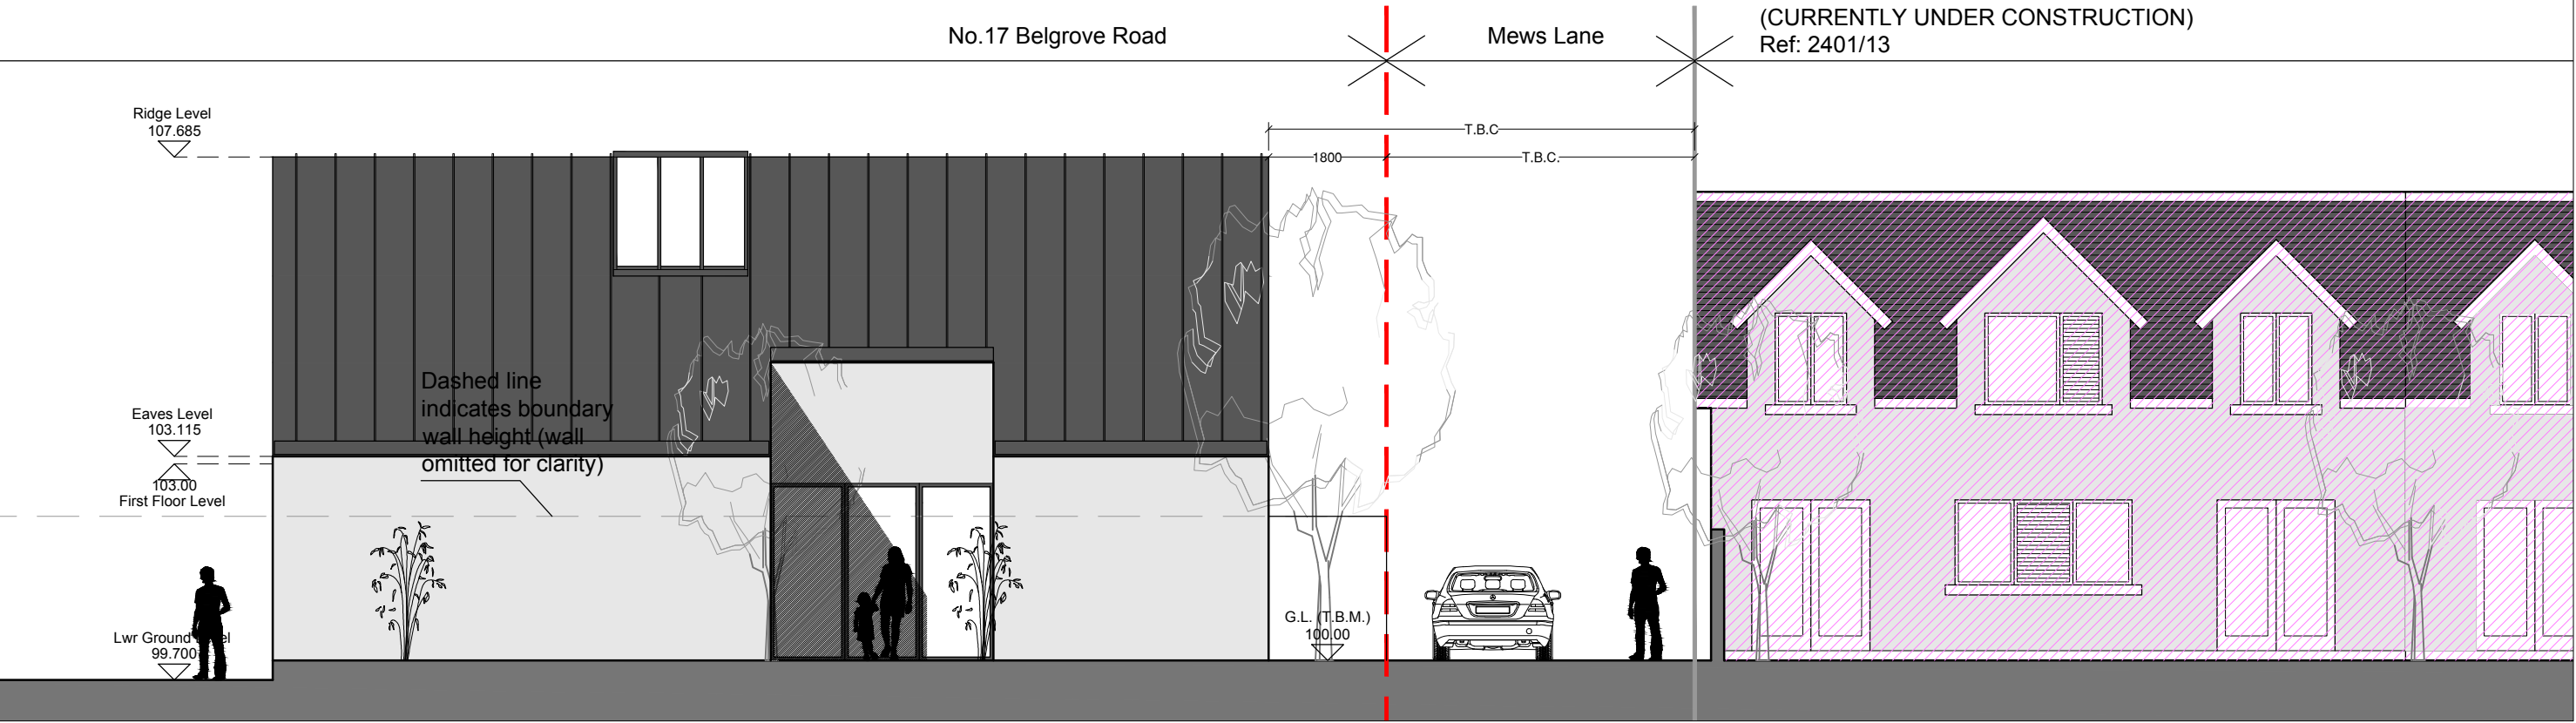 No.17 Belgrove Road
Mews Lane
(CURRENTLY UNDER CONSTRUCTION)
Ref: 2401/13
Ridge Level
107.685
T.B.C
1800
T.B.C.
Dashed line
indicates boundary
wall height (wall
omitted for clarity)
Eaves Level
103.115
103.00
First Floor Level
G.L. (T.B.M.)
100.00
Lwr Ground Level
99.700